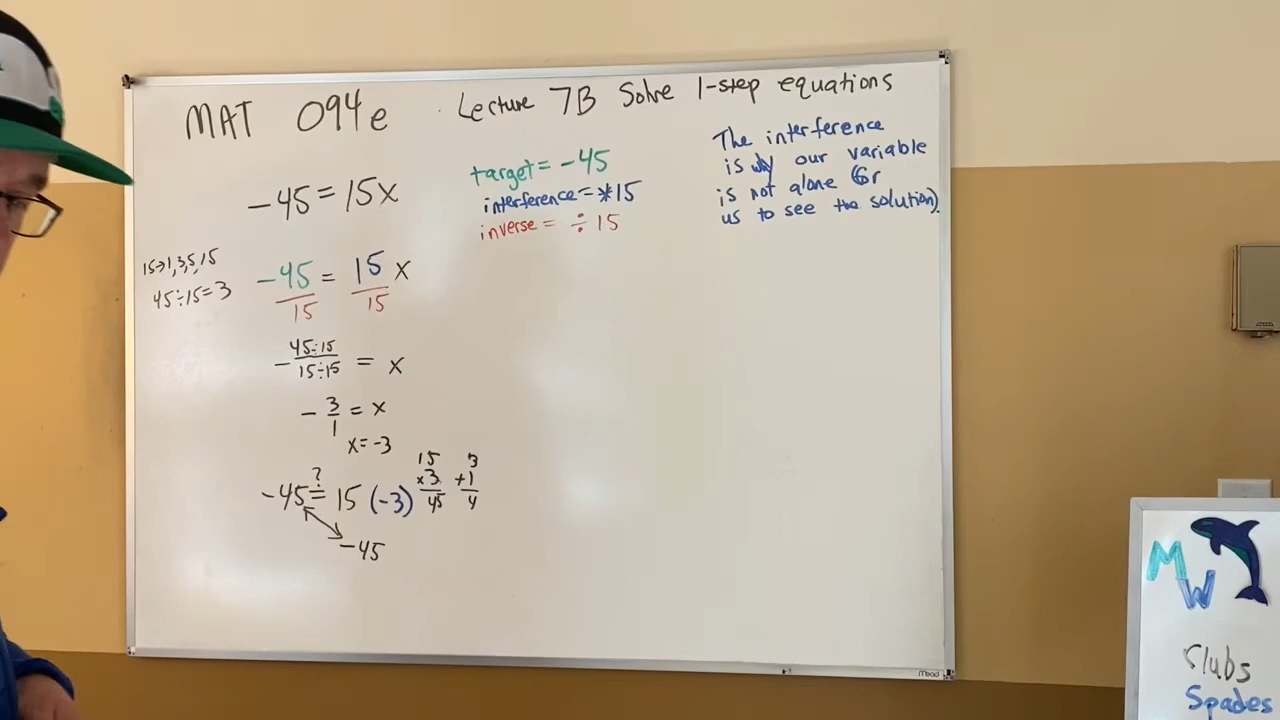 MAT 094e . Lecture 7B Solve 1-step equations
-45=15x
target= -45
interference= *15
inverse= ÷ 15
The interference
is why our variable
is not alone (for
us to see the solution).
15→1,3,5,15
45÷15=3
-45 = 15 x
15 15
- 45÷15 = x
15÷15
- 3 = x
1
x=-3
15 3
×3 +1
45 4
?
-45 = 15 (-3)
-45
M
W
Clubs
Spades